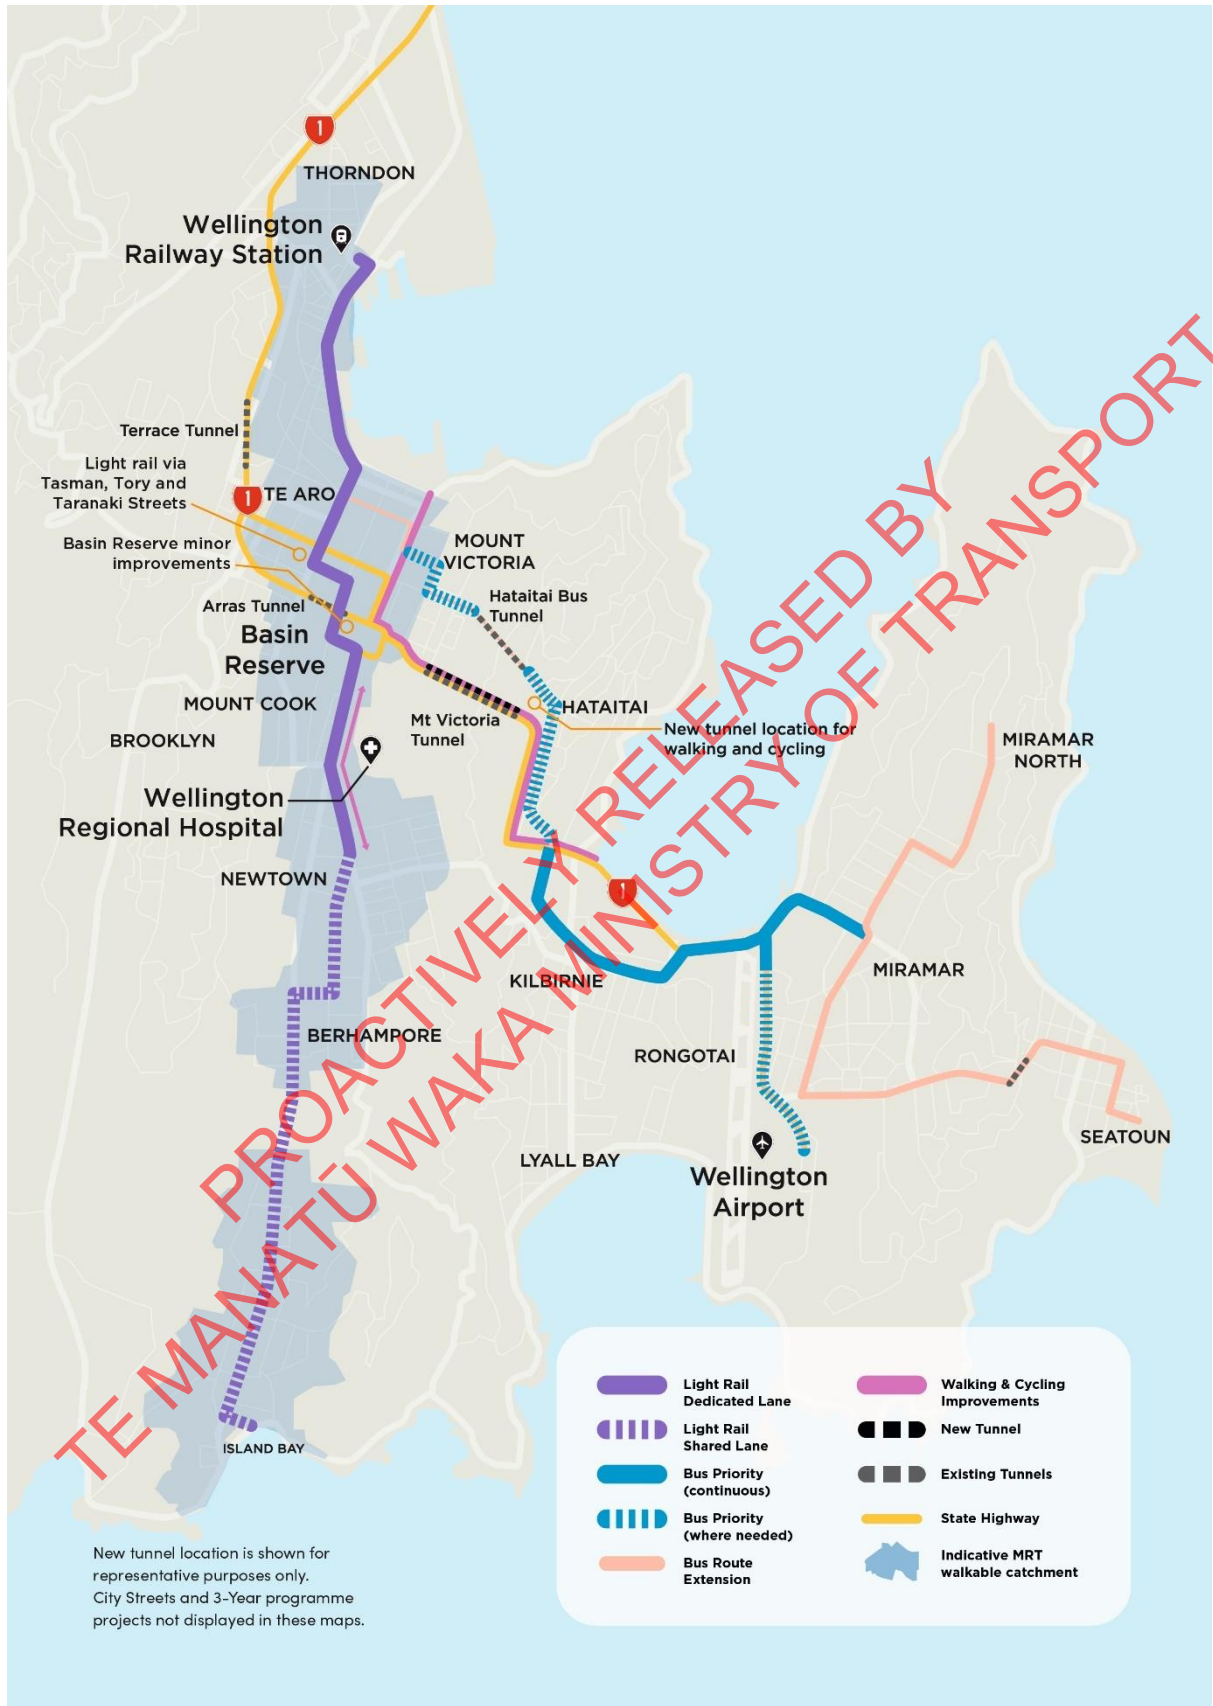 1
THORNDON
Wellington
Railway Station
Terrace Tunnel
Light rail via
Tasman, Tory and
Taranaki Streets
1
TE ARO
Basin Reserve minor
improvements
MOUNT
VICTORIA
Hataitai Bus
Tunnel
Arras Tunnel
Basin
Reserve
MOUNT COOK
BROOKLYN
Mt Victoria
Tunnel
HATAITAI
New tunnel location for
walking and cycling
MIRAMAR
NORTH
Wellington
Regional Hospital
NEWTOWN
1
KILBIRNIE
MIRAMAR
BERHAMPORE
RONGOTAI
SEATOUN
LYALL BAY
Wellington
Airport
ISLAND BAY
PROACTIVELY RELEASED BY
TE MANATŪ WAKA MINISTRY OF TRANSPORT
Light Rail
Dedicated Lane
Light Rail
Shared Lane
Bus Priority
(continuous)
Bus Priority
(where needed)
Bus Route
Extension
Walking & Cycling
Improvements
New Tunnel
Existing Tunnels
State Highway
Indicative MRT
walkable catchment
New tunnel location is shown for
representative purposes only.
City Streets and 3-Year programme
projects not displayed in these maps.